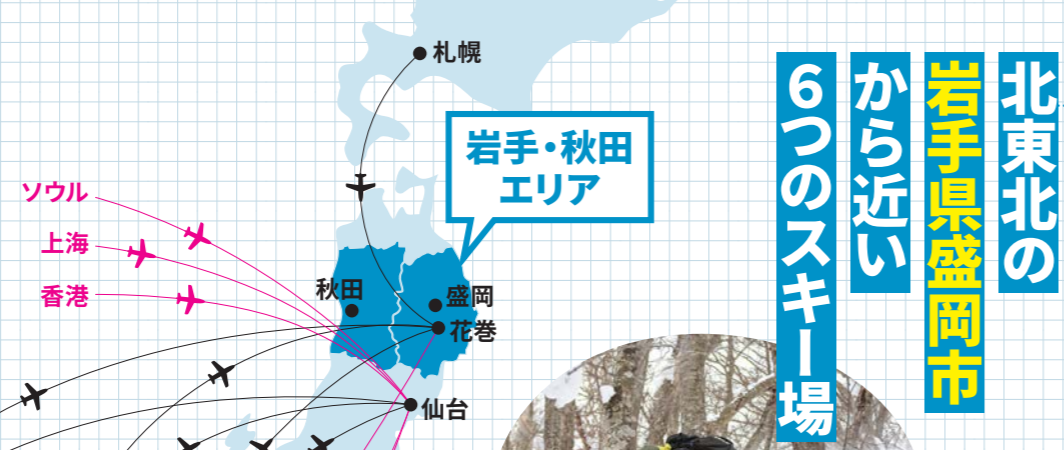 北東北の
岩手県盛岡市
から近い
6つのスキー場
札幌
岩手・秋田
エリア
ソウル
上海
香港
秋田
盛岡
花巻
仙台